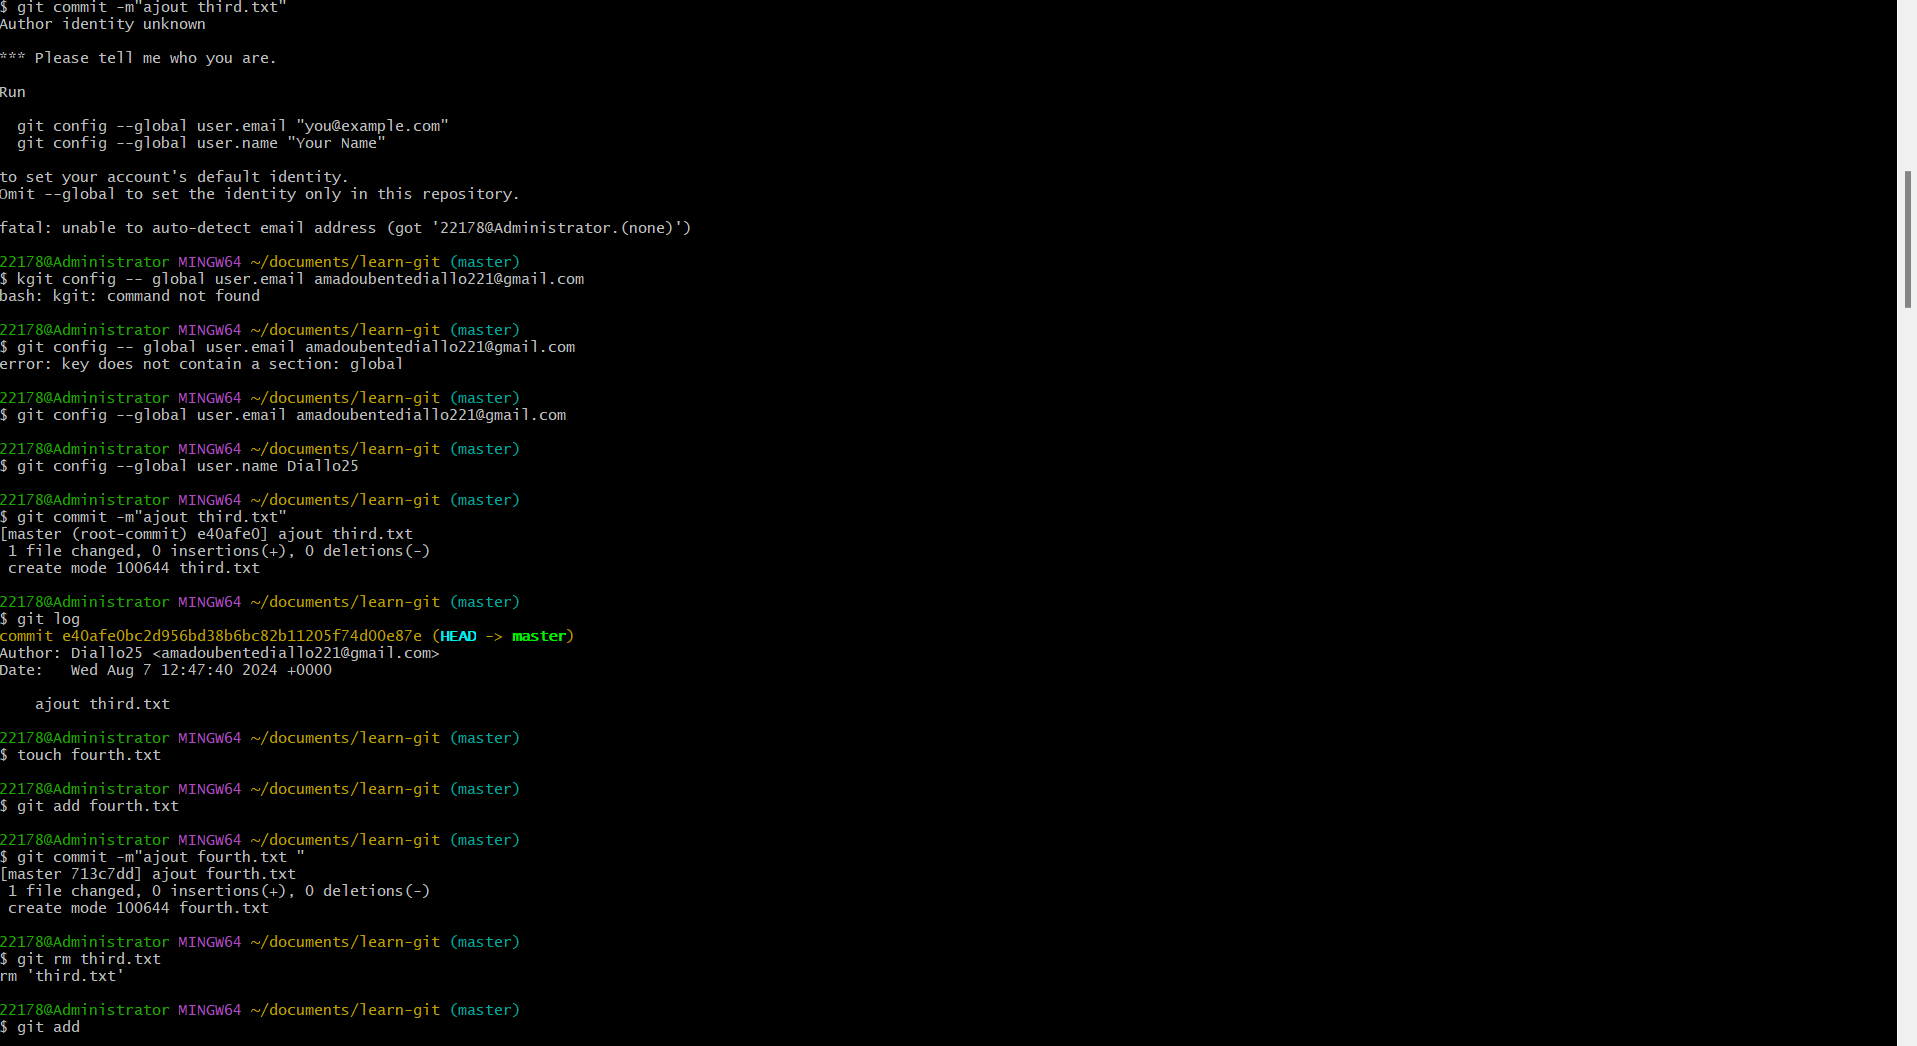 $ git commit -m"ajout third.txt"
Author identity unknown
*** Please tell me who you are.
Run
git config --global user.email "you@example.com"
git config --global user.name "Your Name"
to set your account's default identity.
Omit --global to set the identity only in this repository.
fatal: unable to auto-detect email address (got '22178@Administrator.(none)')
22178@Administrator MINGW64 ~/documents/learn-git (master)
$ kgit config -- global user.email amadoubentediallo221@gmail.com
bash: kgit: command not found
22178@Administrator MINGW64 ~/documents/learn-git (master)
$ git config -- global user.email amadoubentediallo221@gmail.com
error: key does not contain a section: global
22178@Administrator MINGW64 ~/documents/learn-git (master)
$ git config --global user.email amadoubentediallo221@gmail.com
22178@Administrator MINGW64 ~/documents/learn-git (master)
$ git config --global user.name Diallo25
22178@Administrator MINGW64 ~/documents/learn-git (master)
$ git commit -m"ajout third.txt"
[master (root-commit) e40afe0] ajout third.txt
1 file changed, 0 insertions(+), 0 deletions(-)
create mode 100644 third.txt
22178@Administrator MINGW64 ~/documents/learn-git (master)
$ git log
commit e40afe0bc2d956bd38b6bc82b11205f74d00e87e (HEAD -> master)
Author: Diallo25 <amadoubentediallo221@gmail.com>
Date:   Wed Aug 7 12:47:40 2024 +0000
ajout third.txt
22178@Administrator MINGW64 ~/documents/learn-git (master)
$ touch fourth.txt
22178@Administrator MINGW64 ~/documents/learn-git (master)
$ git add fourth.txt
22178@Administrator MINGW64 ~/documents/learn-git (master)
$ git commit -m"ajout fourth.txt "
[master 713c7dd] ajout fourth.txt
1 file changed, 0 insertions(+), 0 deletions(-)
create mode 100644 fourth.txt
22178@Administrator MINGW64 ~/documents/learn-git (master)
$ git rm third.txt
rm 'third.txt'
22178@Administrator MINGW64 ~/documents/learn-git (master)
$ git add